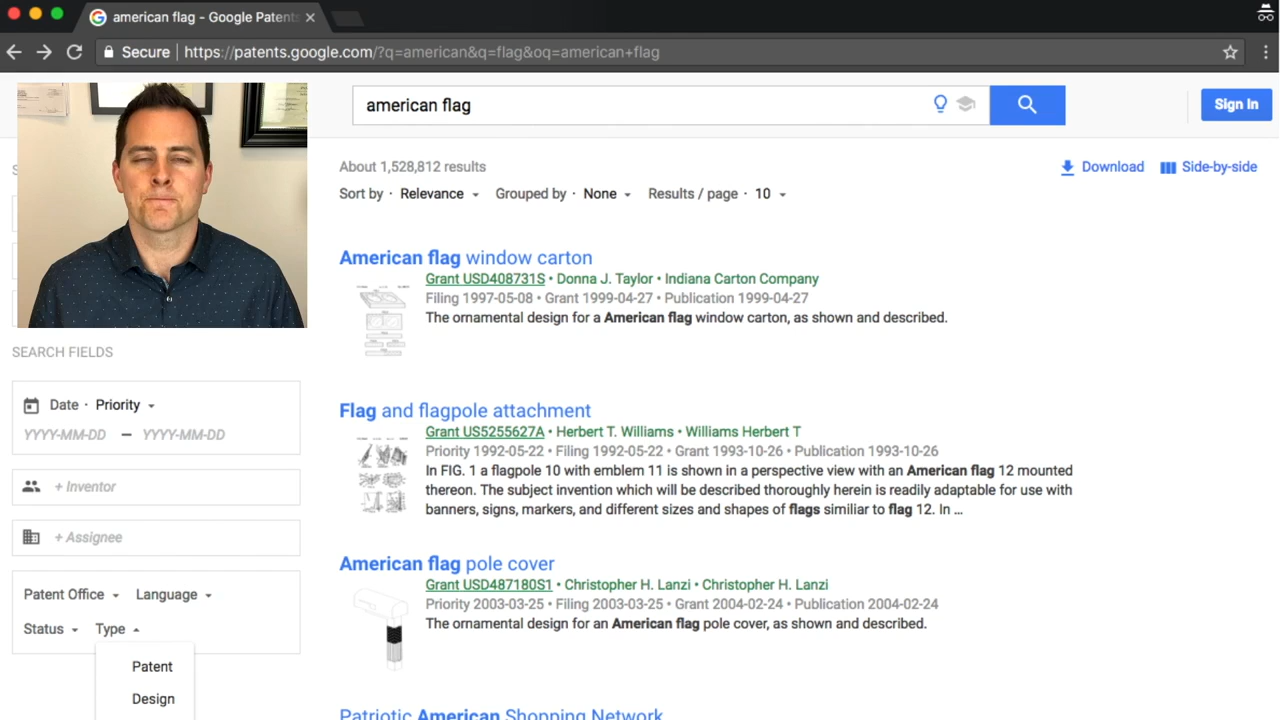 american flag - Google Patents
Secure https://patents.google.com/?q=american&q=flag&oq=american+flag
american flag
Sign In
About 1,528,812 results
Download Side-by-side
Sort by · Relevance Grouped by · None Results / page · 10
American flag window carton
Grant USD408731S • Donna J. Taylor • Indiana Carton Company
Filing 1997-05-08 • Grant 1999-04-27 • Publication 1999-04-27
The ornamental design for a American flag window carton, as shown and described.
SEARCH FIELDS
Date · Priority
YYYY-MM-DD — YYYY-MM-DD
+ Inventor
+ Assignee
Patent Office Language
Status Type
Patent
Design
Flag and flagpole attachment
Grant US5255627A • Herbert T. Williams • Williams Herbert T
Priority 1992-05-22 • Filing 1992-05-22 • Grant 1993-10-26 • Publication 1993-10-26
In FIG. 1 a flagpole 10 with emblem 11 is shown in a perspective view with an American flag 12 mounted
thereon. The subject invention which will be described thoroughly herein is readily adaptable for use with
banners, signs, markers, and different sizes and shapes of flags similiar to flag 12. In ...
American flag pole cover
Grant USD487180S1 • Christopher H. Lanzi • Christopher H. Lanzi
Priority 2003-03-25 • Filing 2003-03-25 • Grant 2004-02-24 • Publication 2004-02-24
The ornamental design for an American flag pole cover, as shown and described.
Patriotic American Shopping Network